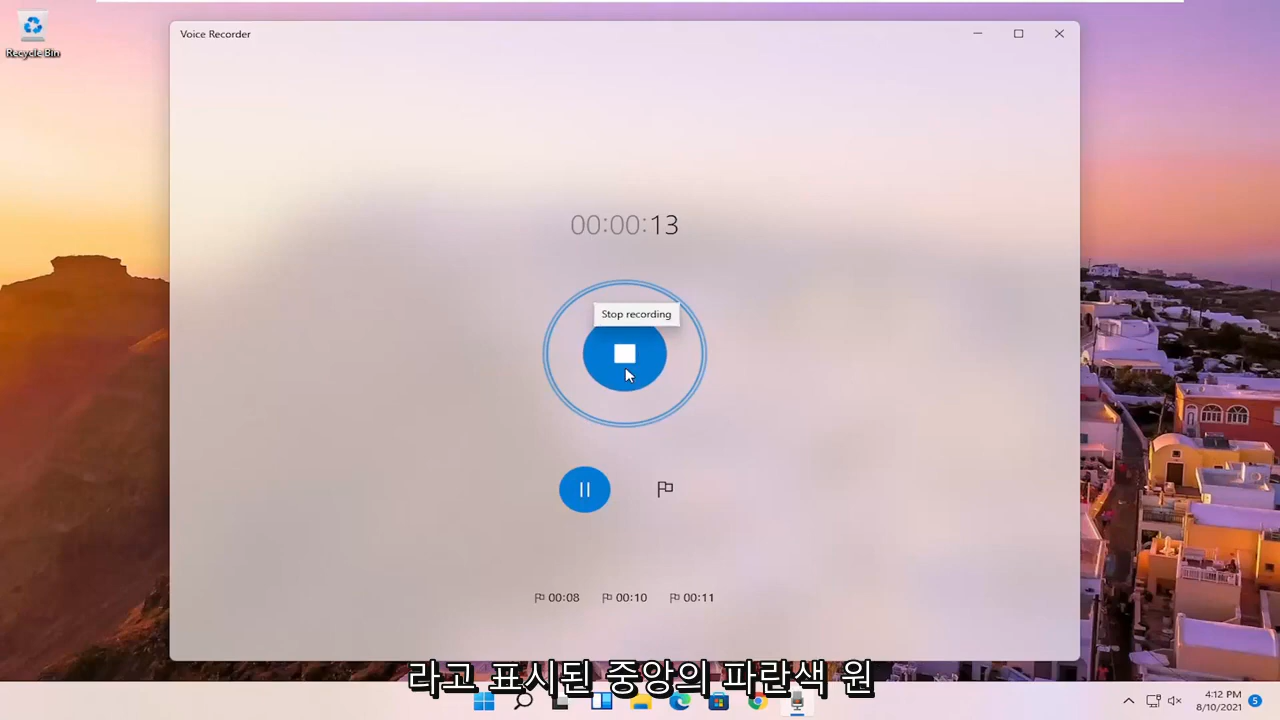 Recycle Bin
Voice Recorder
00:00:13
Stop recording
00:08 00:10 00:11
라고 표시된 중앙의 파란색 원
4:12 PM
8/10/2021
5